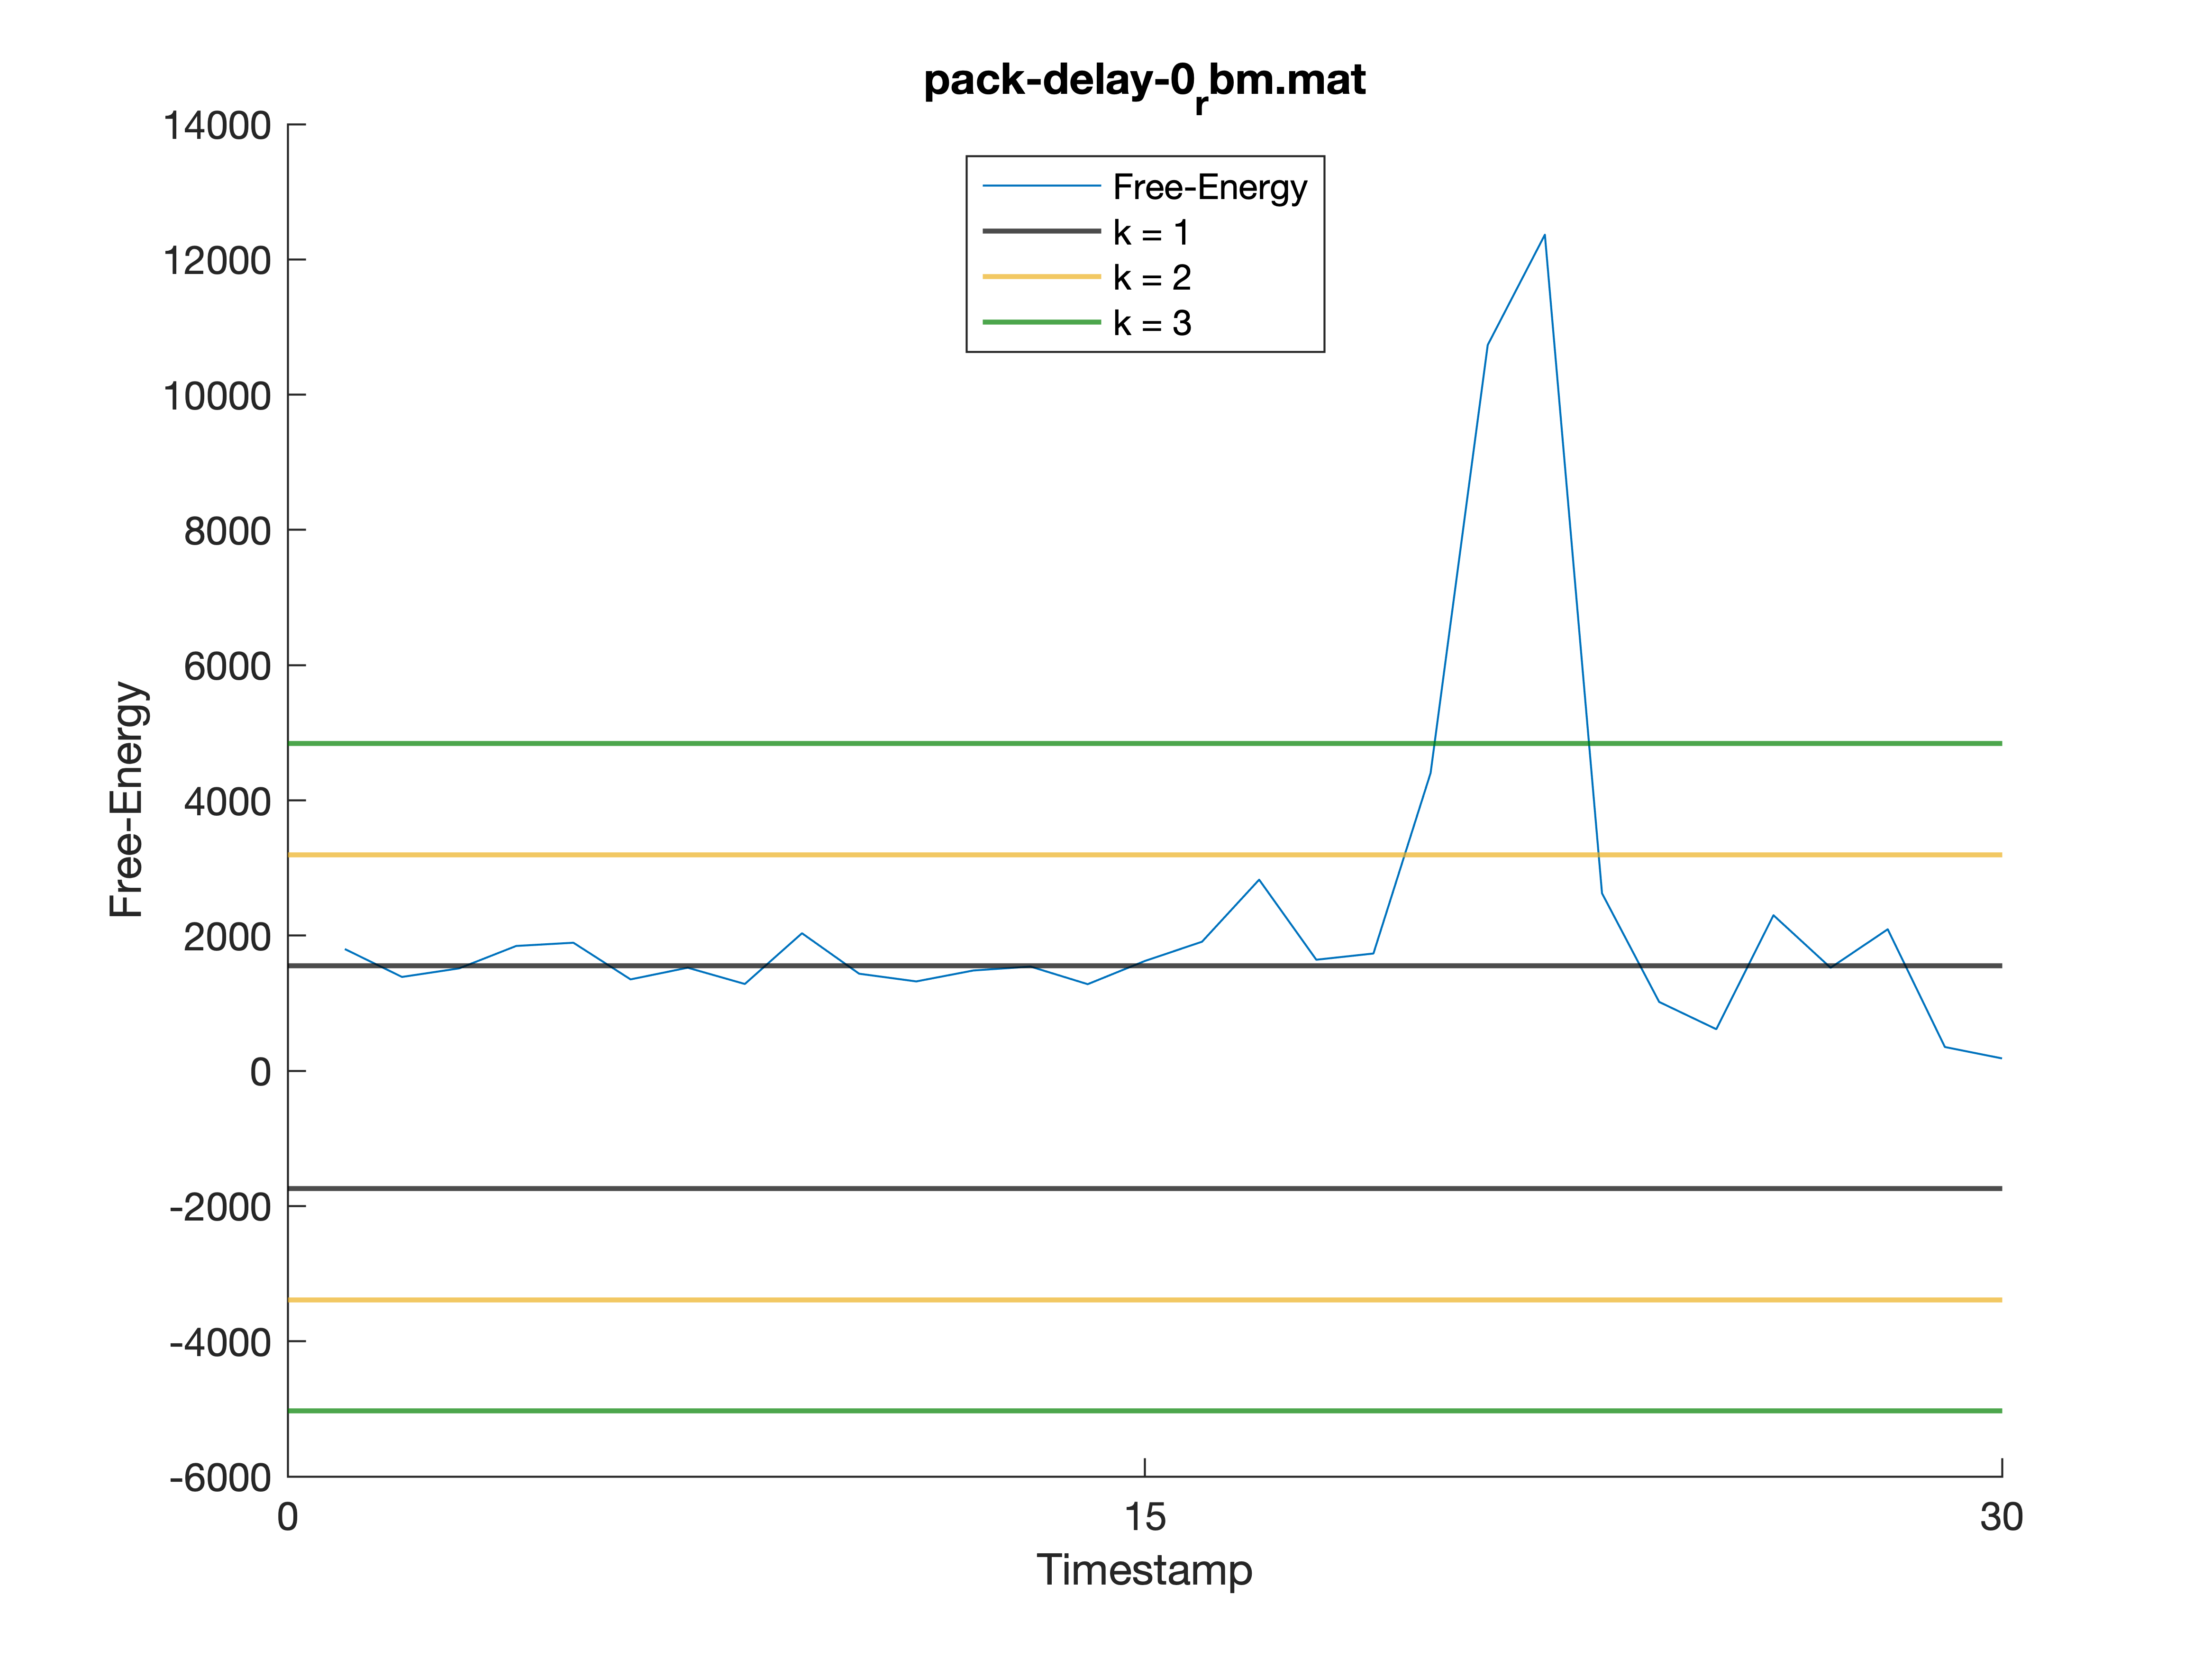 pack-delay-0rbm.mat
Free-Energy
k = 1
k = 2
k = 3
14000
12000
10000
8000
6000
4000
2000
0
-2000
-4000
-6000
Free-Energy
0 15 30
Timestamp